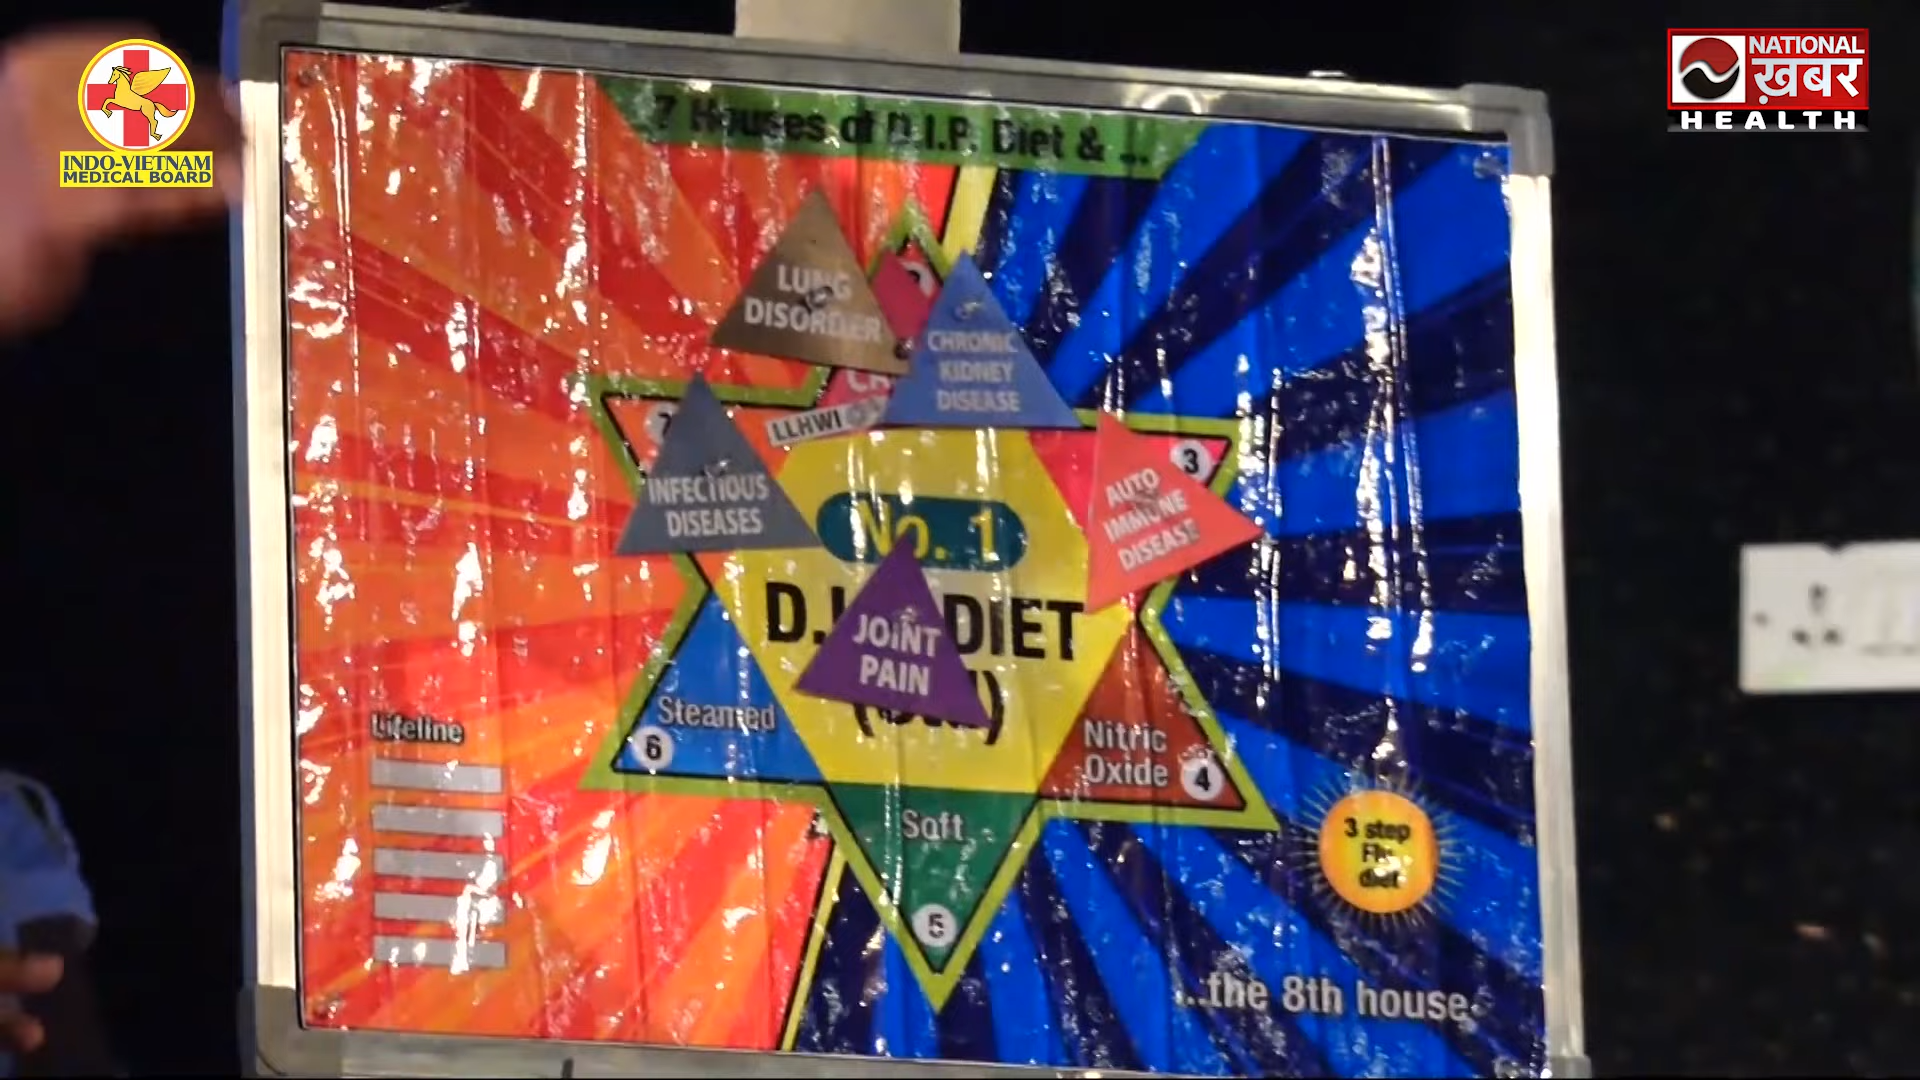 INDO-VIETNAM
MEDICAL BOARD
NATIONAL
ख़बर
HEALTH
7 Houses of D.I.P. Diet & ...
LUNG
DISORDER
CHRONIC
KIDNEY
DISEASE
LLHWI
7
INFECTIOUS
DISEASES
3
AUTO
IMMUNE
DISEASE
No. 1
DIET
JOINT
PAIN
Steamed
6
Nitric
Oxide
4
Lifeline
Soft
5
3 step
Flu
diet
...the 8th house